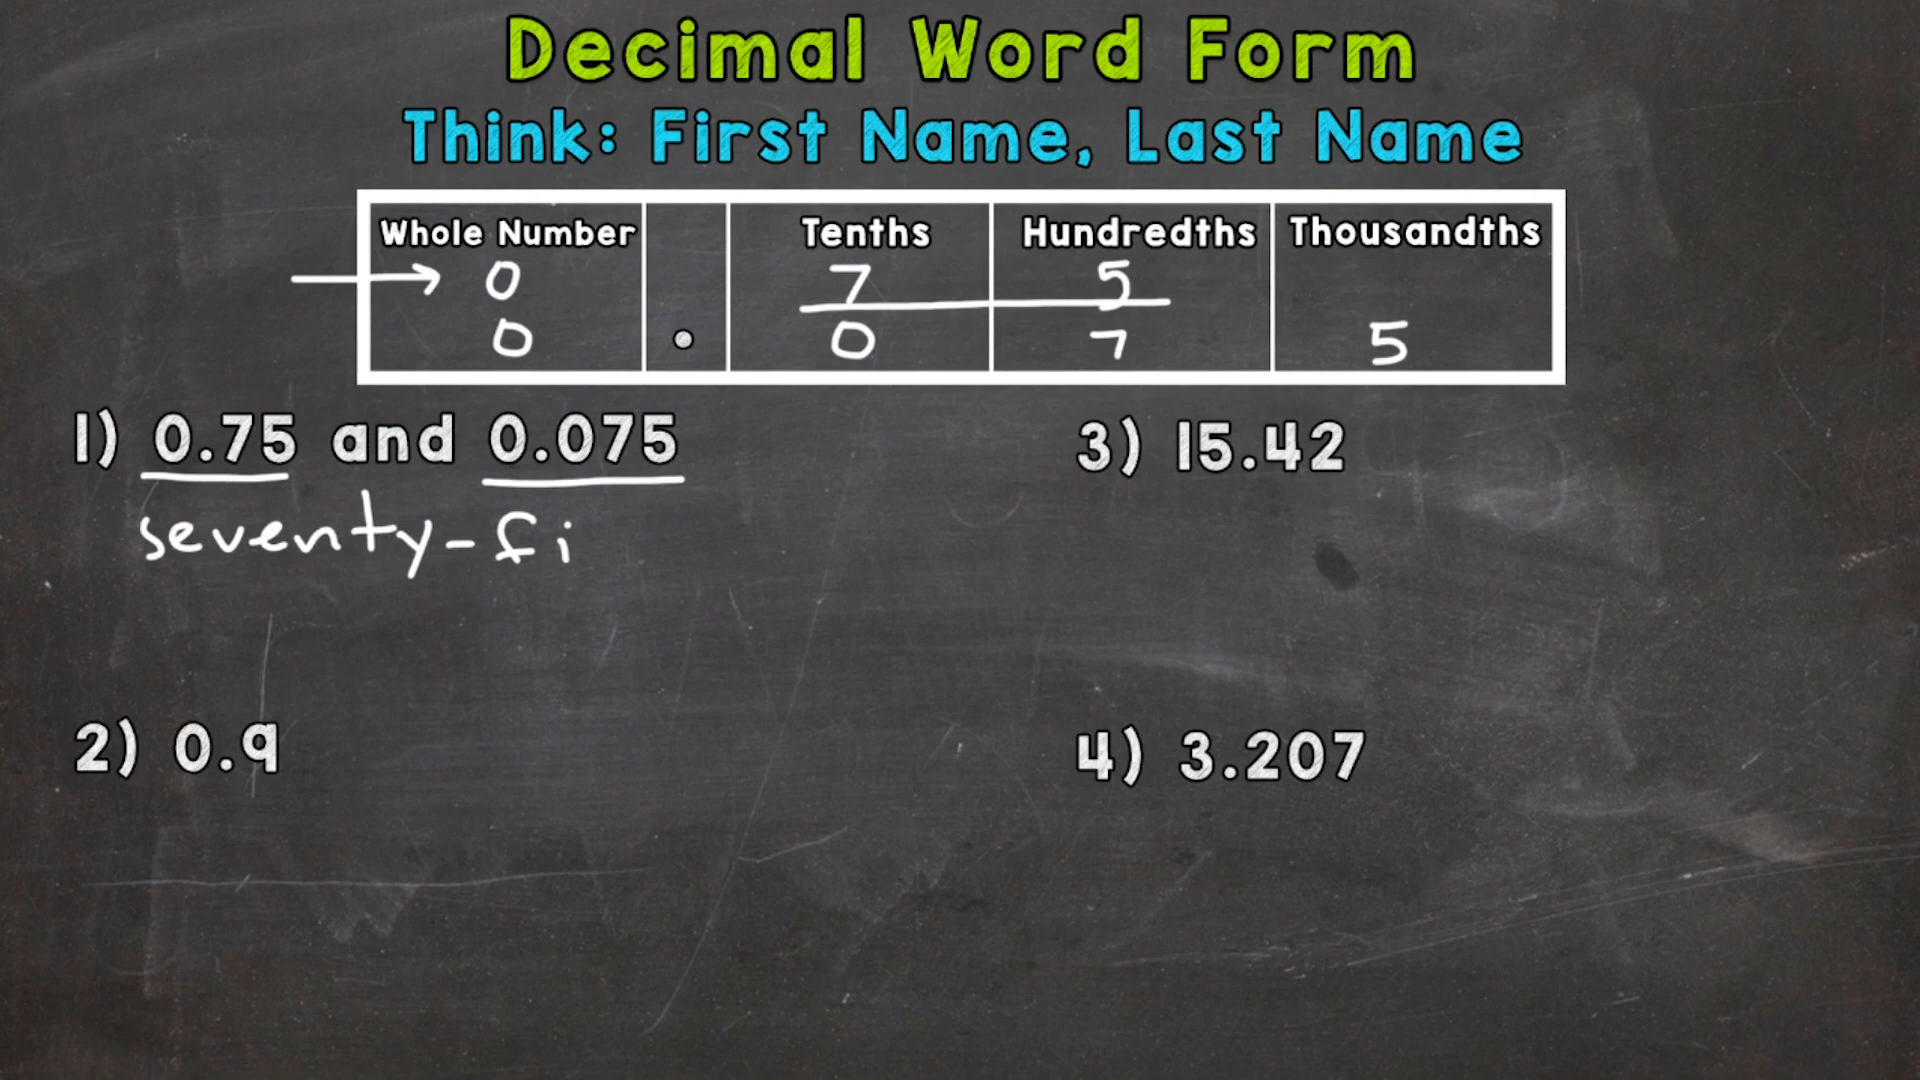 Decimal Word Form
Think: First Name, Last Name
Whole Number Tenths Hundredths Thousandths
0 7 5
0 . 0 7 5
1) 0.75 and 0.075
seventy-fi
2) 0.9
3) 15.42
4) 3.207